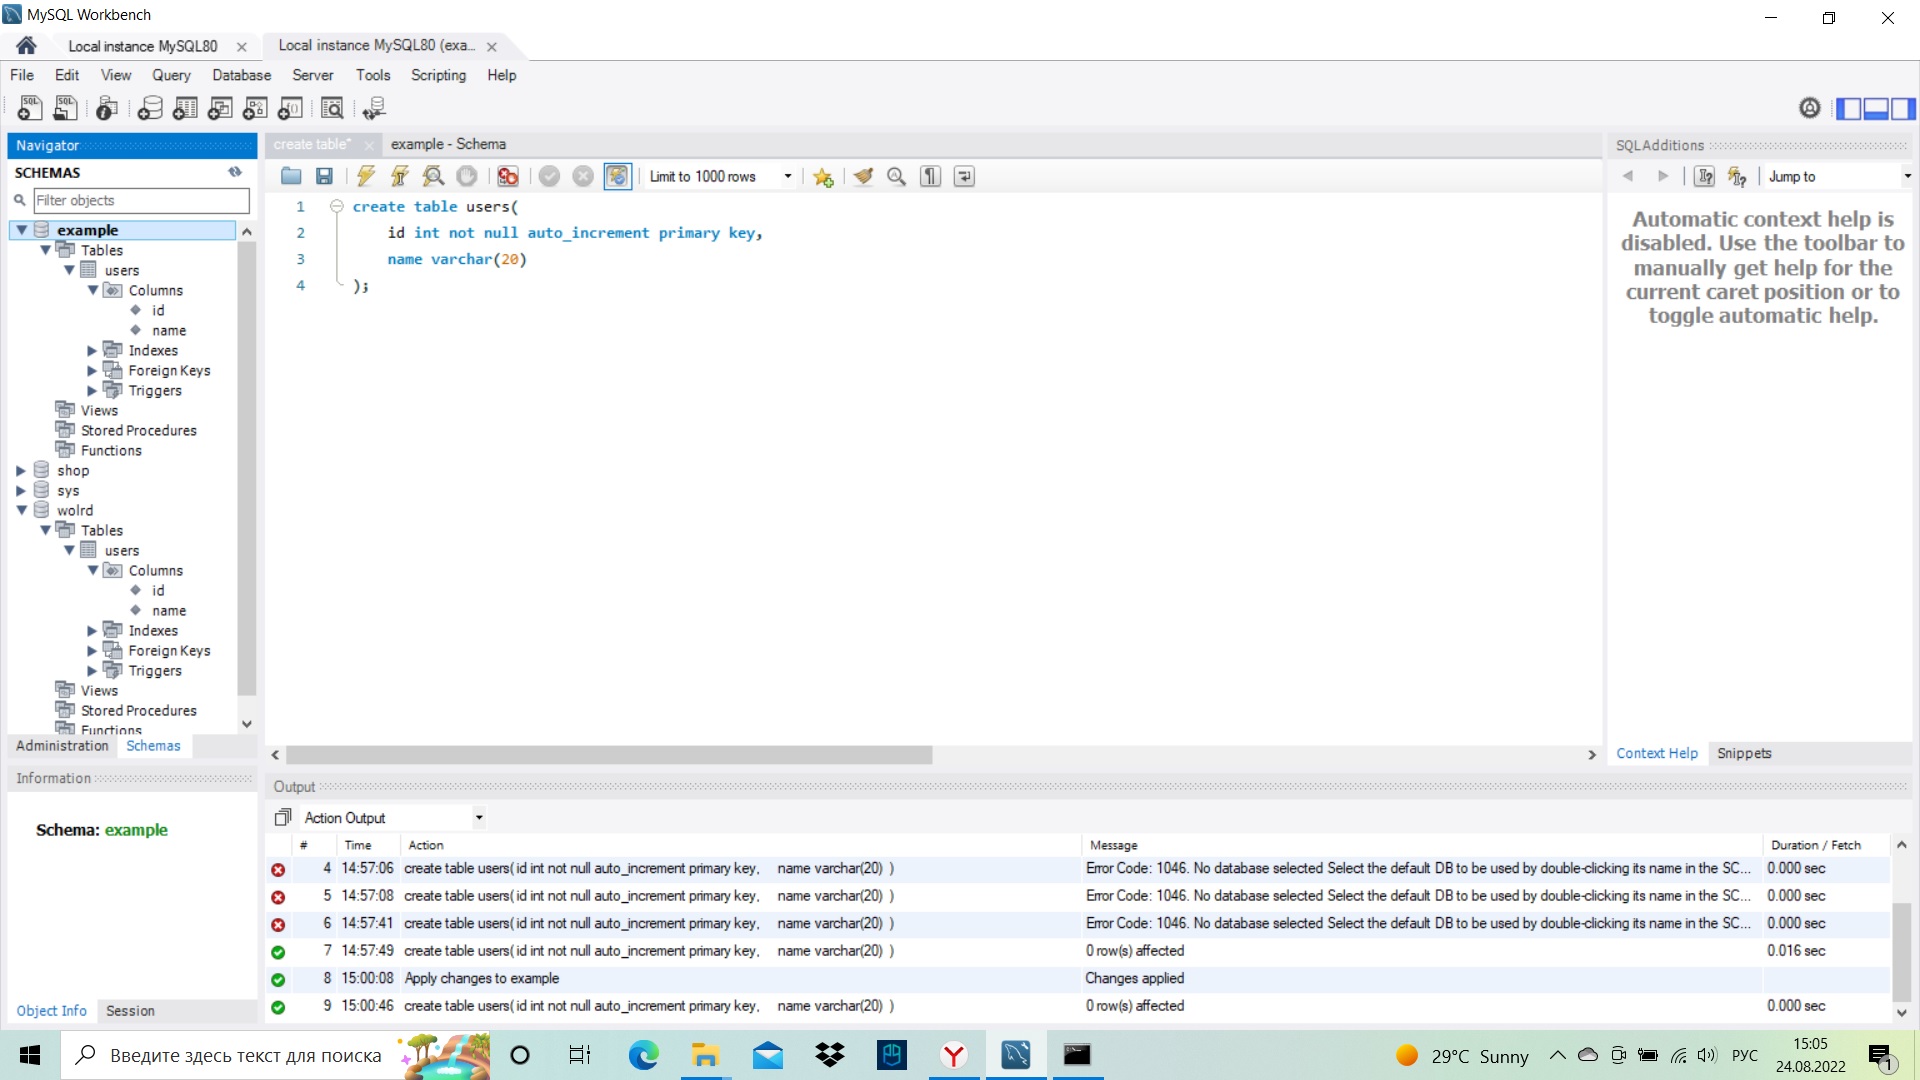 MySQL Workbench
Local instance MySQL80
Local instance MySQL80 (exa...
File Edit View Query Database Server Tools Scripting Help
Navigator
SCHEMAS
Filter objects
example
Tables
users
Columns
id
name
Indexes
Foreign Keys
Triggers
Views
Stored Procedures
Functions
shop
sys
wolrd
Tables
users
Columns
id
name
Indexes
Foreign Keys
Triggers
Views
Stored Procedures
Functions
Administration Schemas
Information
Schema: example
Object Info Session
create table* example - Schema
Limit to 1000 rows
1 create table users(
2 id int not null auto_increment primary key,
3 name varchar(20)
4 );
SQLAdditions
Jump to
Automatic context help is
disabled. Use the toolbar to
manually get help for the
current caret position or to
toggle automatic help.
Context Help Snippets
Output
Action Output
# Time Action Message Duration / Fetch
4 14:57:06 create table users( id int not null auto_increment primary key, name varchar(20) ) Error Code: 1046. No database selected Select the default DB to be used by double-clicking its name in the SC... 0.000 sec
5 14:57:08 create table users( id int not null auto_increment primary key, name varchar(20) ) Error Code: 1046. No database selected Select the default DB to be used by double-clicking its name in the SC... 0.000 sec
6 14:57:41 create table users( id int not null auto_increment primary key, name varchar(20) ) Error Code: 1046. No database selected Select the default DB to be used by double-clicking its name in the SC... 0.000 sec
7 14:57:49 create table users( id int not null auto_increment primary key, name varchar(20) ) 0 row(s) affected 0.016 sec
8 15:00:08 Apply changes to example Changes applied
9 15:00:46 create table users( id int not null auto_increment primary key, name varchar(20) ) 0 row(s) affected 0.000 sec
Введите здесь текст для поиска
29°C Sunny
РУС
15:05
24.08.2022
1